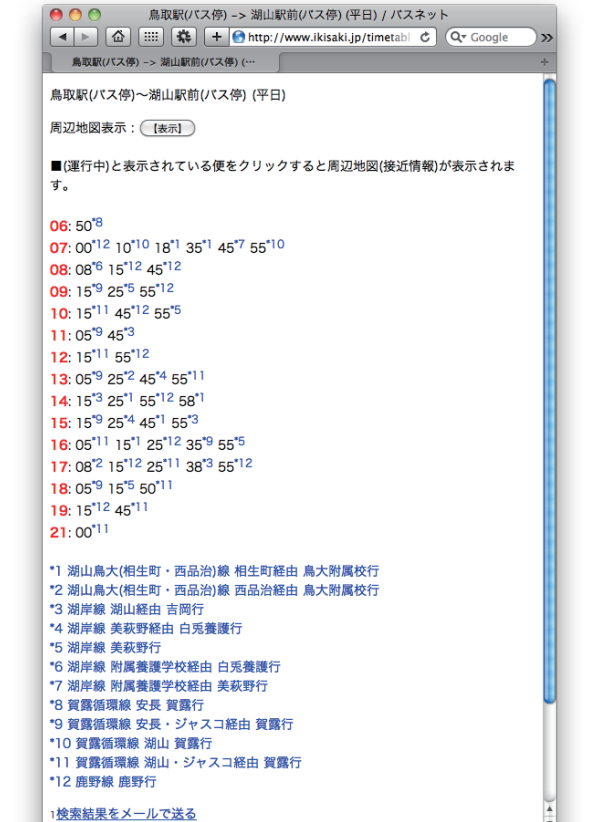 鳥取駅(バス停) -> 湖山駅前(バス停) (平日) / バスネット
http://www.ikisaki.jp/timetabl
Google
鳥取駅(バス停) -> 湖山駅前(バス停) (…
鳥取駅(バス停)～湖山駅前(バス停) (平日)
周辺地図表示：【表示】
■(運行中)と表示されている便をクリックすると周辺地図(接近情報)が表示されま
す。
06: 50*8
07: 00*12 10*10 18*1 35*1 45*7 55*10
08: 08*6 15*12 45*12
09: 15*9 25*5 55*12
10: 15*11 45*12 55*5
11: 05*9 45*3
12: 15*11 55*12
13: 05*9 25*2 45*4 55*11
14: 15*3 25*1 55*12 58*1
15: 15*9 25*4 45*1 55*3
16: 05*11 15*1 25*12 35*9 55*5
17: 08*2 15*12 25*11 38*3 55*12
18: 05*9 15*5 50*11
19: 15*12 45*11
21: 00*11
*1 湖山鳥大(相生町・西品治)線 相生町経由 鳥大附属校行
*2 湖山鳥大(相生町・西品治)線 西品治経由 鳥大附属校行
*3 湖岸線 湖山経由 吉岡行
*4 湖岸線 美萩野経由 白兎養護行
*5 湖岸線 美萩野行
*6 湖岸線 附属養護学校経由 白兎養護行
*7 湖岸線 附属養護学校経由 美萩野行
*8 賀露循環線 安長 賀露行
*9 賀露循環線 安長・ジャスコ経由 賀露行
*10 賀露循環線 湖山 賀露行
*11 賀露循環線 湖山・ジャスコ経由 賀露行
*12 鹿野線 鹿野行
1検索結果をメールで送る